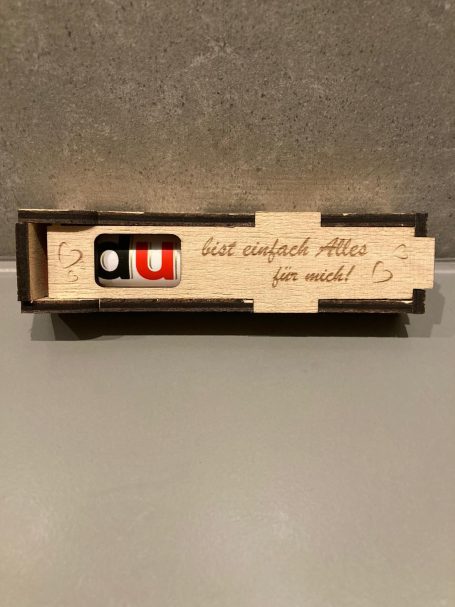 du bist einfach Alles
für mich!